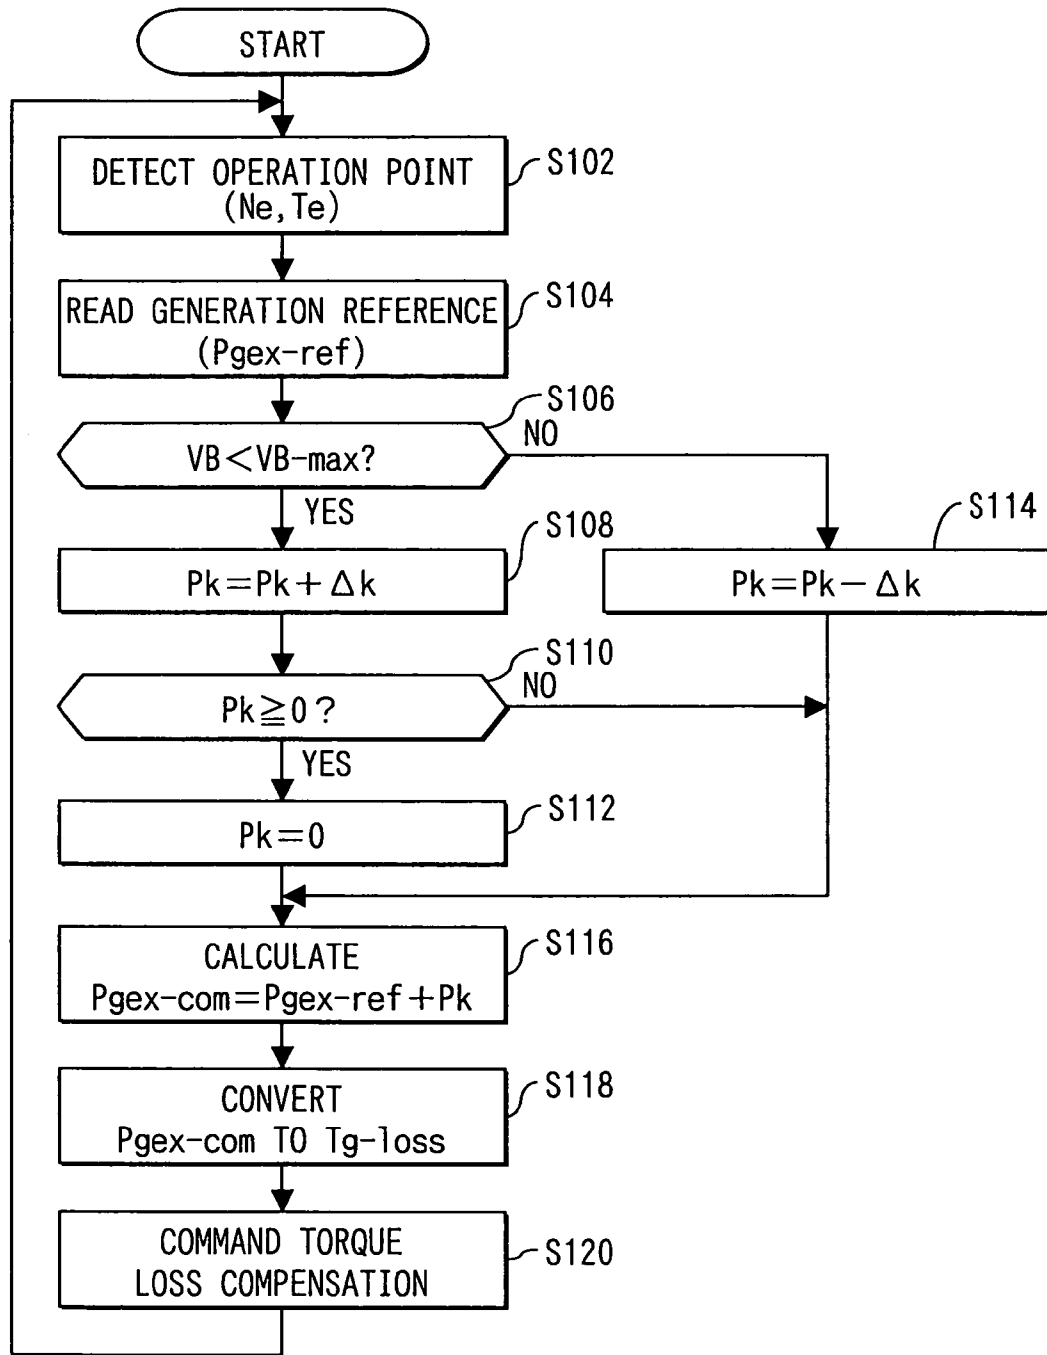 START
DETECT OPERATION POINT
(Ne,Te)
S102
READ GENERATION REFERENCE
(Pgex-ref)
S104
VB<VB-max?
S106
NO
YES
Pk=Pk+Δk
S108
Pk=Pk-Δk
S114
Pk≧0?
S110
NO
YES
Pk=0
S112
CALCULATE
Pgex-com=Pgex-ref+Pk
S116
CONVERT
Pgex-com TO Tg-loss
S118
COMMAND TORQUE
LOSS COMPENSATION
S120